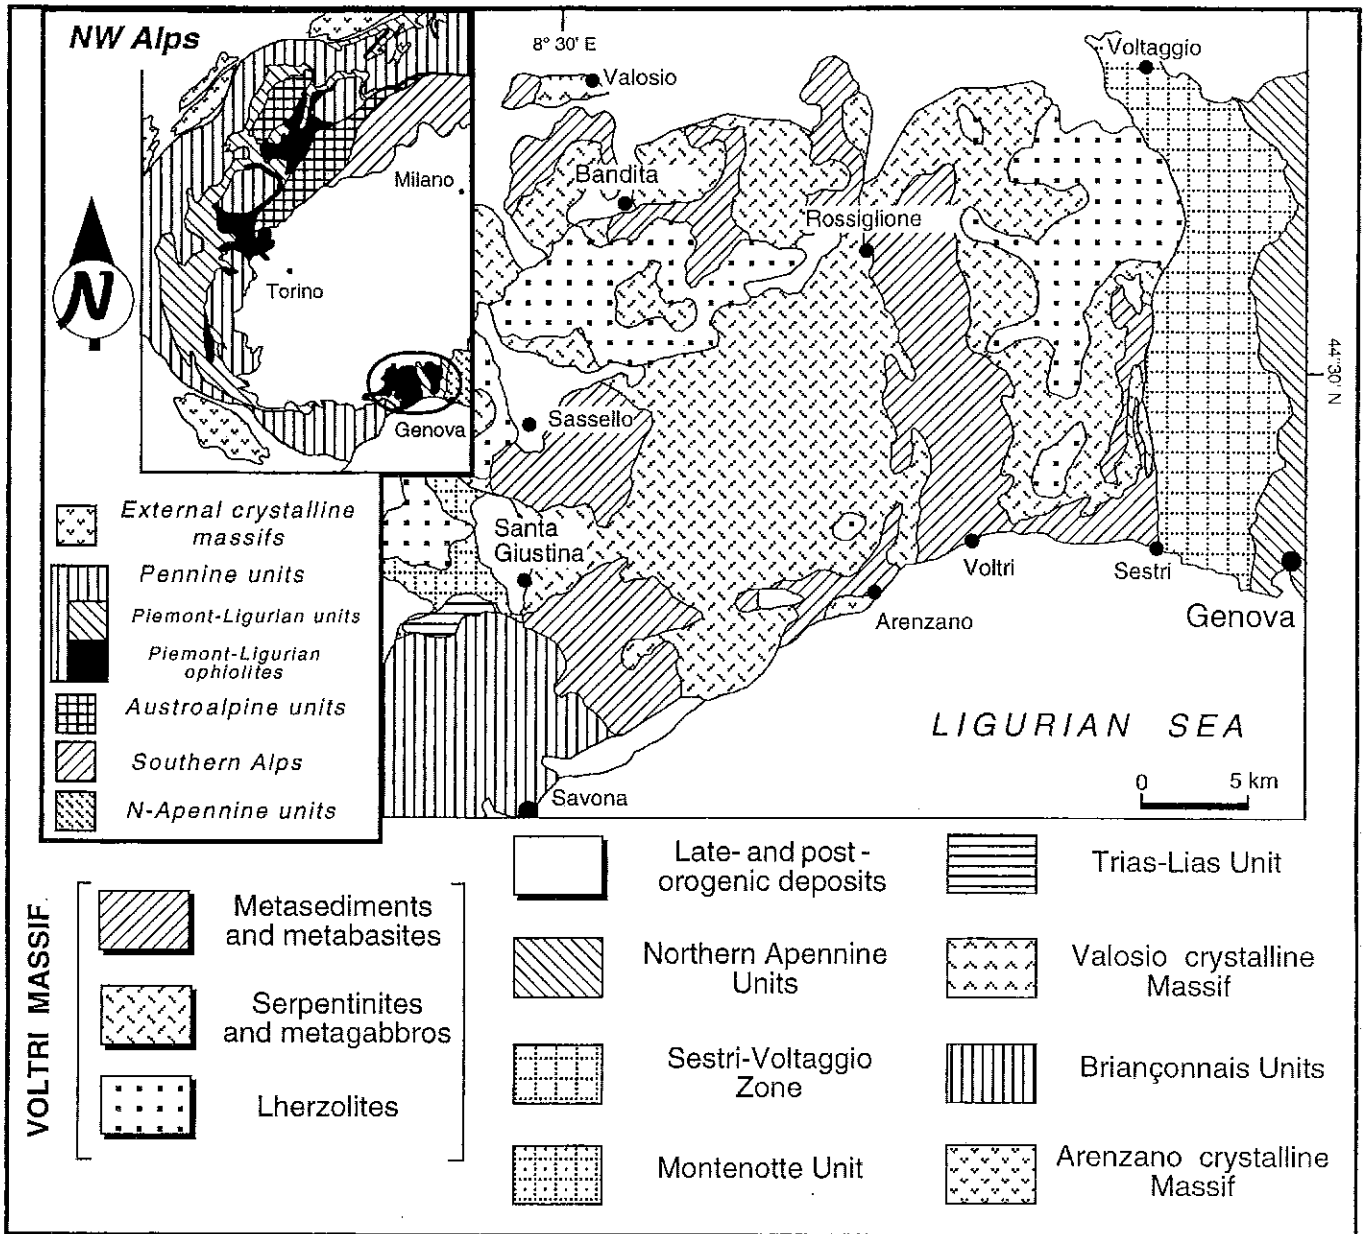 NW Alps
8° 30' E
Voltaggio
Valosio
Bandita
Milano
Rossiglione
N
Torino
44°30' N
Sassello
Genova
Santa
Giustina
Voltri
Sestri
Arenzano
Genova
LIGURIAN SEA
0 5 km
Savona
External crystalline
massifs
Pennine units
Piemont-Ligurian units
Piemont-Ligurian
ophiolites
Austroalpine units
Southern Alps
N-Apennine units
VOLTRI MASSIF
Metasediments
and metabasites
Serpentinites
and metagabbros
Lherzolites
Late- and post-
orogenic deposits
Northern Apennine
Units
Sestri-Voltaggio
Zone
Montenotte Unit
Trias-Lias Unit
Valosio crystalline
Massif
Briançonnais Units
Arenzano crystalline
Massif